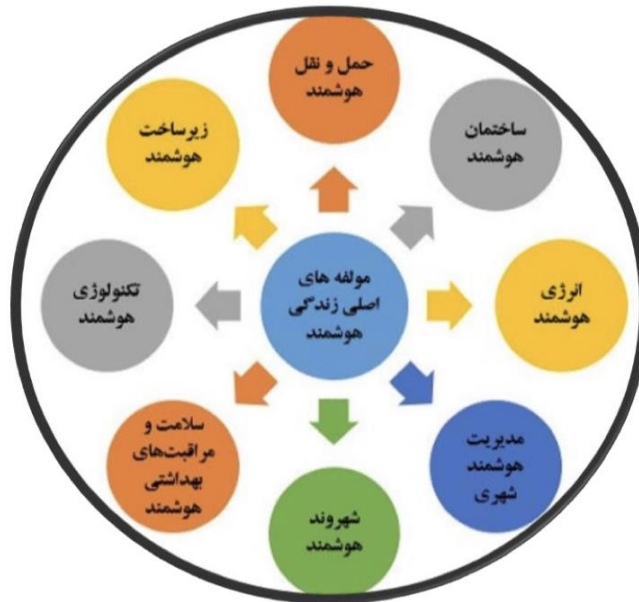 حمل و نقل
هوشمند
ساختمان
هوشمند
انرژی
هوشمند
مدیریت
هوشمند
شهری
شهروند
هوشمند
سلامت و
مراقبت‌های
بهداشتی
هوشمند
تکنولوژی
هوشمند
زیرساخت
هوشمند
مولفه های
اصلی زندگی
هوشمند